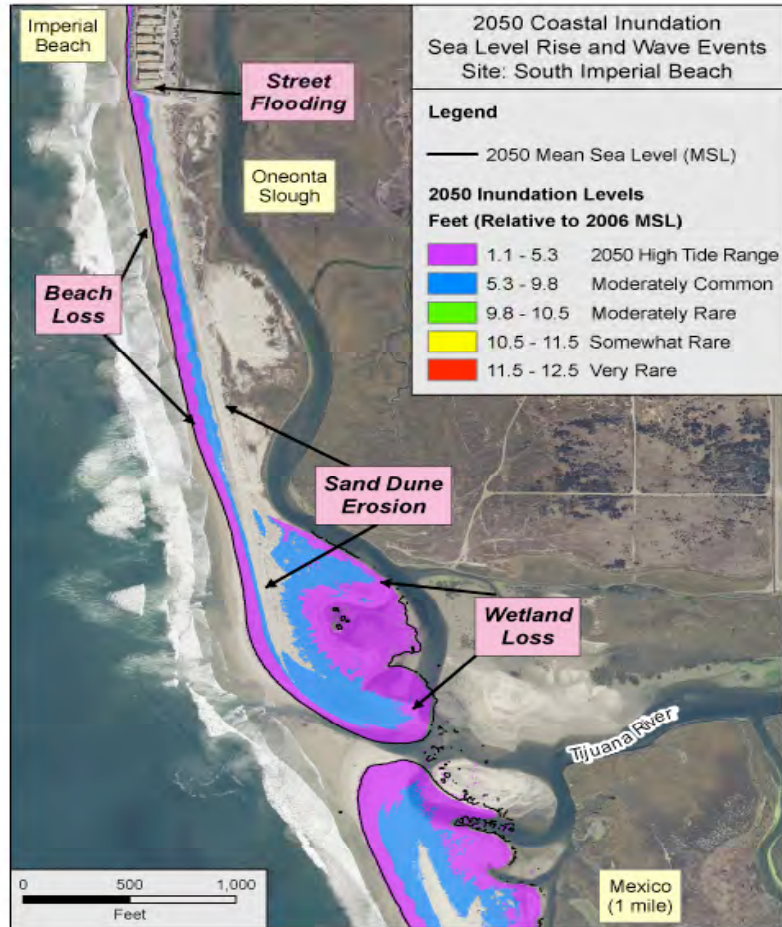 Imperial
Beach
2050 Coastal Inundation
Sea Level Rise and Wave Events
Site: South Imperial Beach
Street
Flooding
Legend
2050 Mean Sea Level (MSL)
Oneonta
Slough
2050 Inundation Levels
Feet (Relative to 2006 MSL)
1.1 - 5.3 2050 High Tide Range
5.3 - 9.8 Moderately Common
9.8 - 10.5 Moderately Rare
10.5 - 11.5 Somewhat Rare
11.5 - 12.5 Very Rare
Beach
Loss
Sand Dune
Erosion
Wetland
Loss
Tijuana River
0 500 1,000
Feet
Mexico
(1 mile)